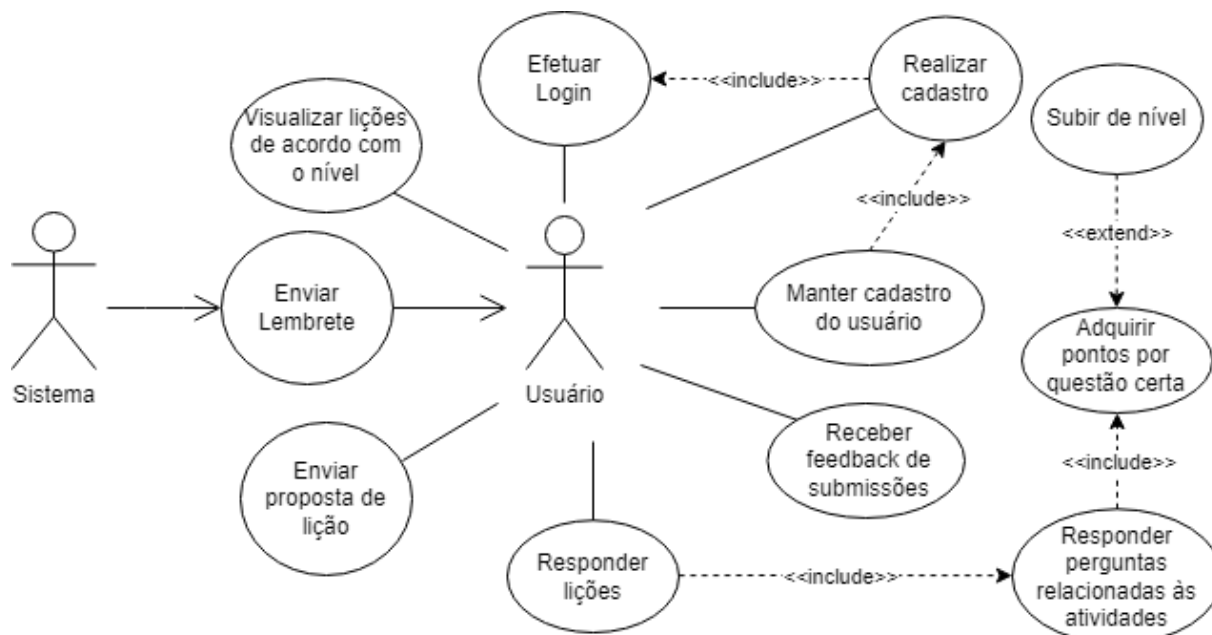 Efetuar
Login
<<include>>
Realizar
cadastro
Subir de nível
Visualizar lições
de acordo com
o nível
<<include>>
<<extend>>
Enviar
Lembrete
Manter cadastro
do usuário
Adquirir
pontos por
questão certa
Sistema
Usuário
Receber
feedback de
submissões
<<include>>
Enviar
proposta de
lição
Responder
lições
<<include>>
Responder
perguntas
relacionadas às
atividades